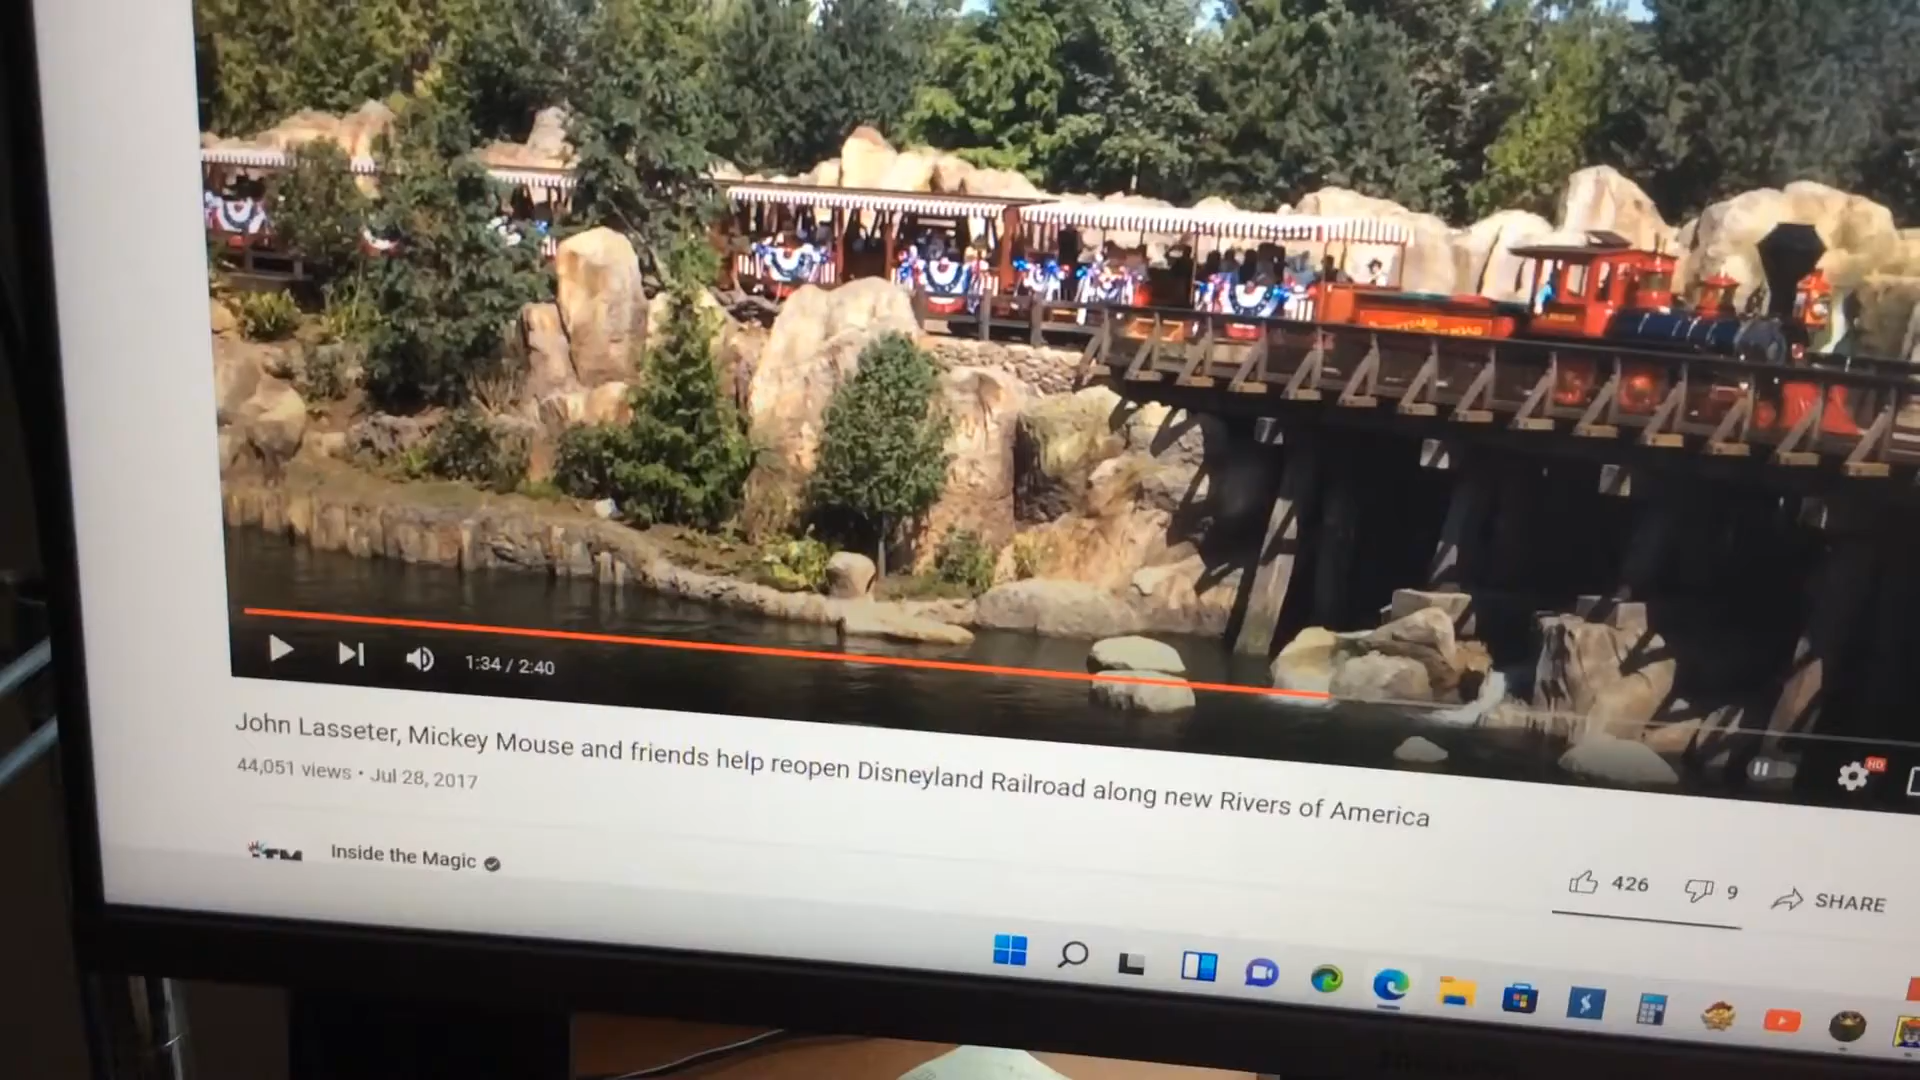 1:34 / 2:40
HD
John Lasseter, Mickey Mouse and friends help reopen Disneyland Railroad along new Rivers of America
44,051 views • Jul 28, 2017
Inside the Magic
426
9
SHARE